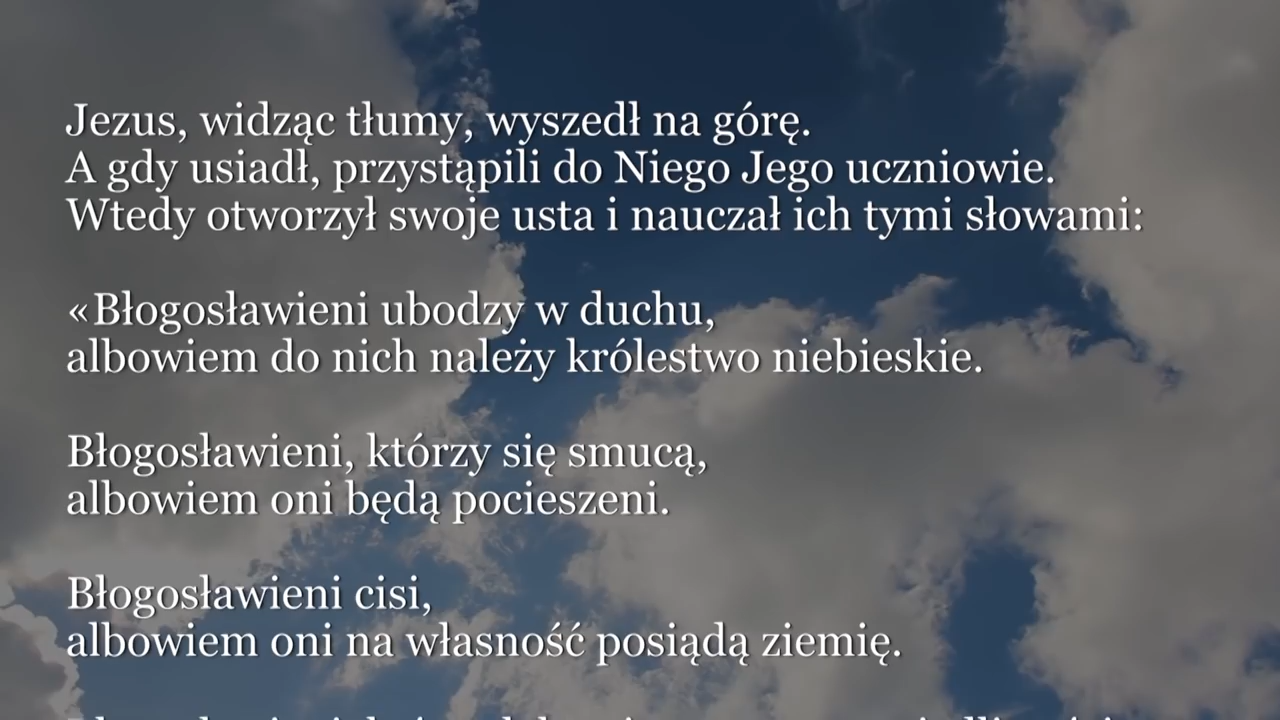 Jezus, widząc tłumy, wyszedł na górę.
A gdy usiadł, przystąpili do Niego Jego uczniowie.
Wtedy otworzył swoje usta i nauczał ich tymi słowami:
«Błogosławieni ubodzy w duchu,
albowiem do nich należy królestwo niebieskie.
Błogosławieni, którzy się smucą,
albowiem oni będą pocieszeni.
Błogosławieni cisi,
albowiem oni na własność posiądą ziemię.